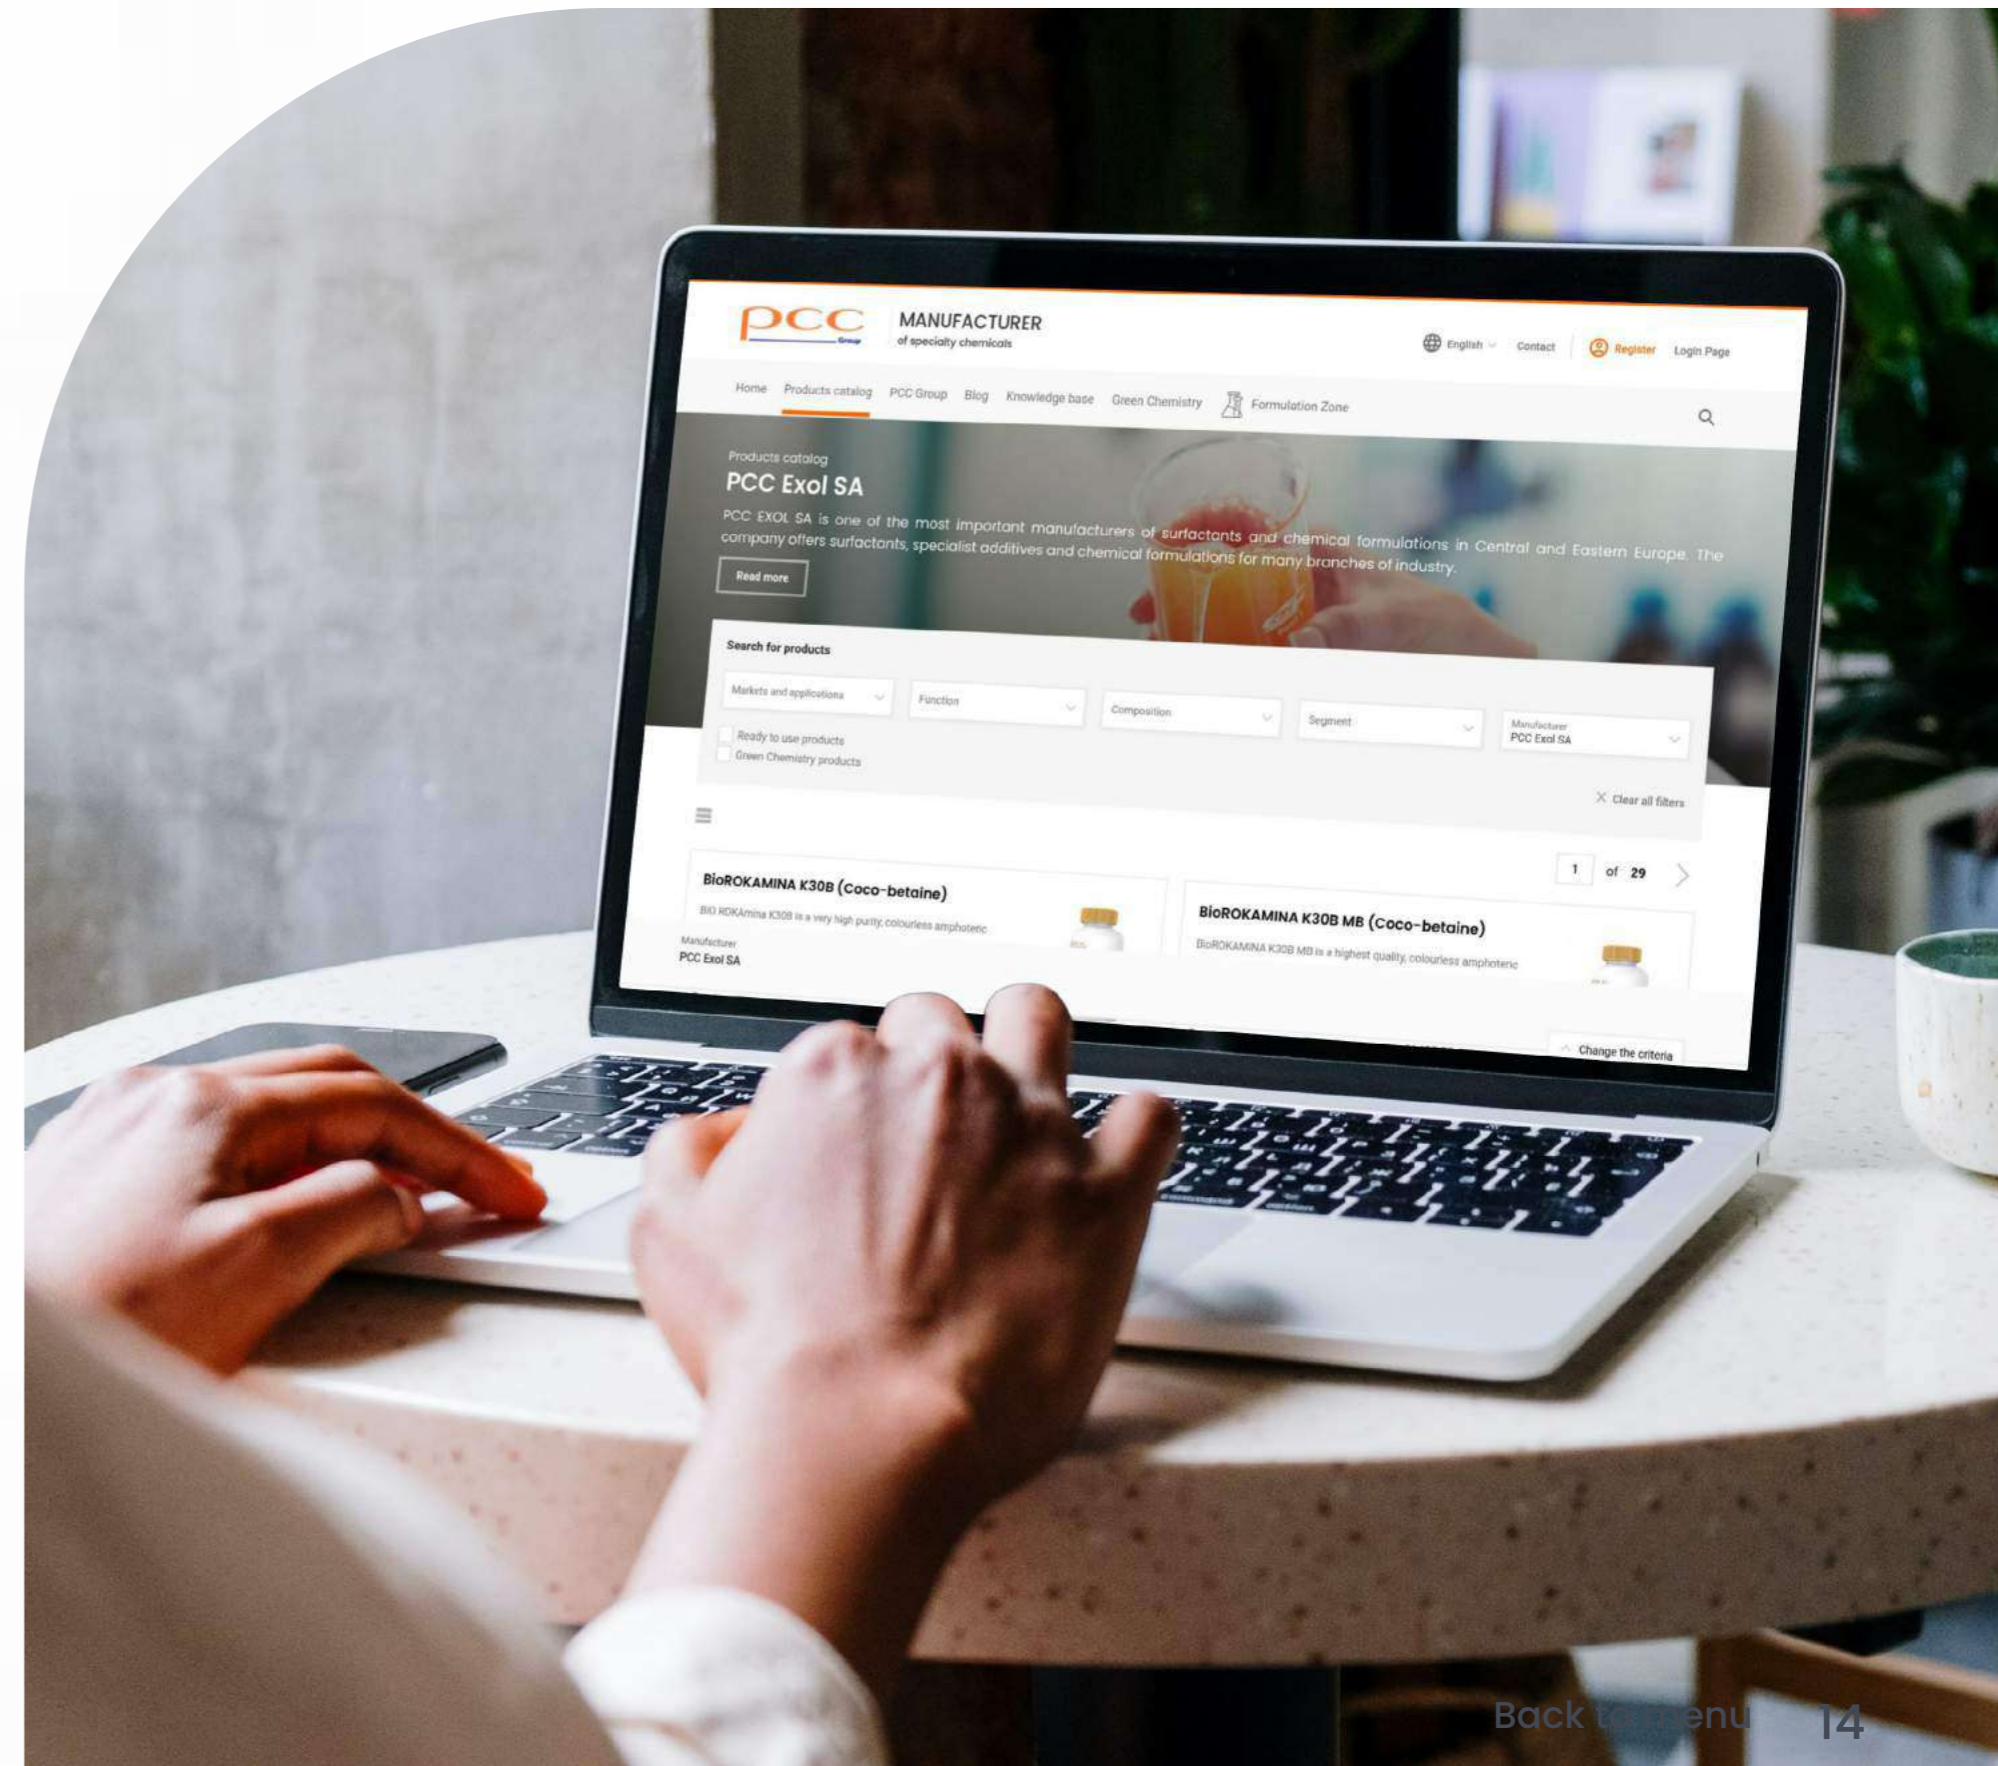 pcc
Group
MANUFACTURER
of specialty chemicals
English
Contact
Register
Login Page
Home
Products catalog
PCC Group
Blog
Knowledge base
Green Chemistry
Formulation Zone
Products catalog
PCC Exol SA
PCC EXOL SA is one of the most important manufacturers of surfactants and chemical formulations in Central and Eastern Europe. The
company offers surfactants, specialist additives and chemical formulations for many branches of industry.
Read more
Search for products
Markets and applications
Function
Composition
Segment
Manufacturer
PCC Exol SA
Ready to use products
Green Chemistry products
Clear all filters
1 of 29
BioROKAMINA K30B (Coco-betaine)
BIO ROKAmina K30B is a very high purity, colourless amphoteric
BioROKAMINA K30B MB (Coco-betaine)
BioROKAMINA K30B MB is a highest quality, colourless amphoteric
Manufacturer
PCC Exol SA
Change the criteria
Back to menu
14